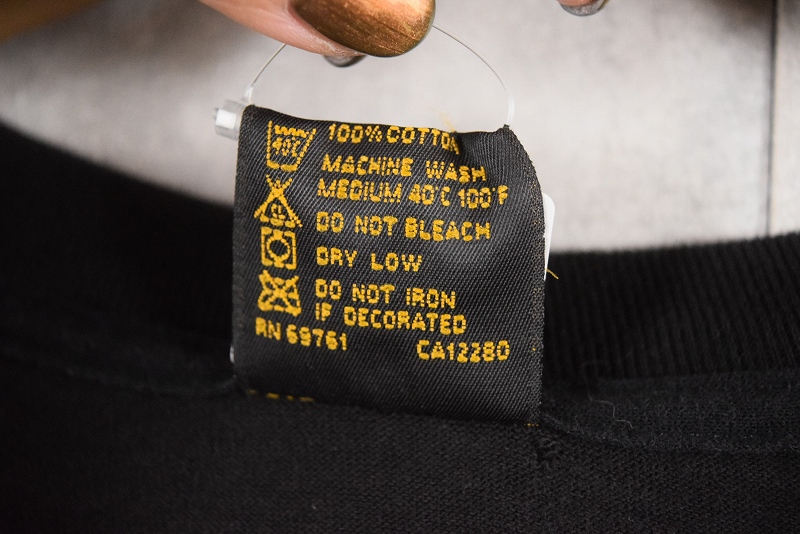 40C
100% COTTON
MACHINE WASH
MEDIUM 40°C 100°F
DO NOT BLEACH
DRY LOW
DO NOT IRON
IF DECORATED
RN 69761 CA12280